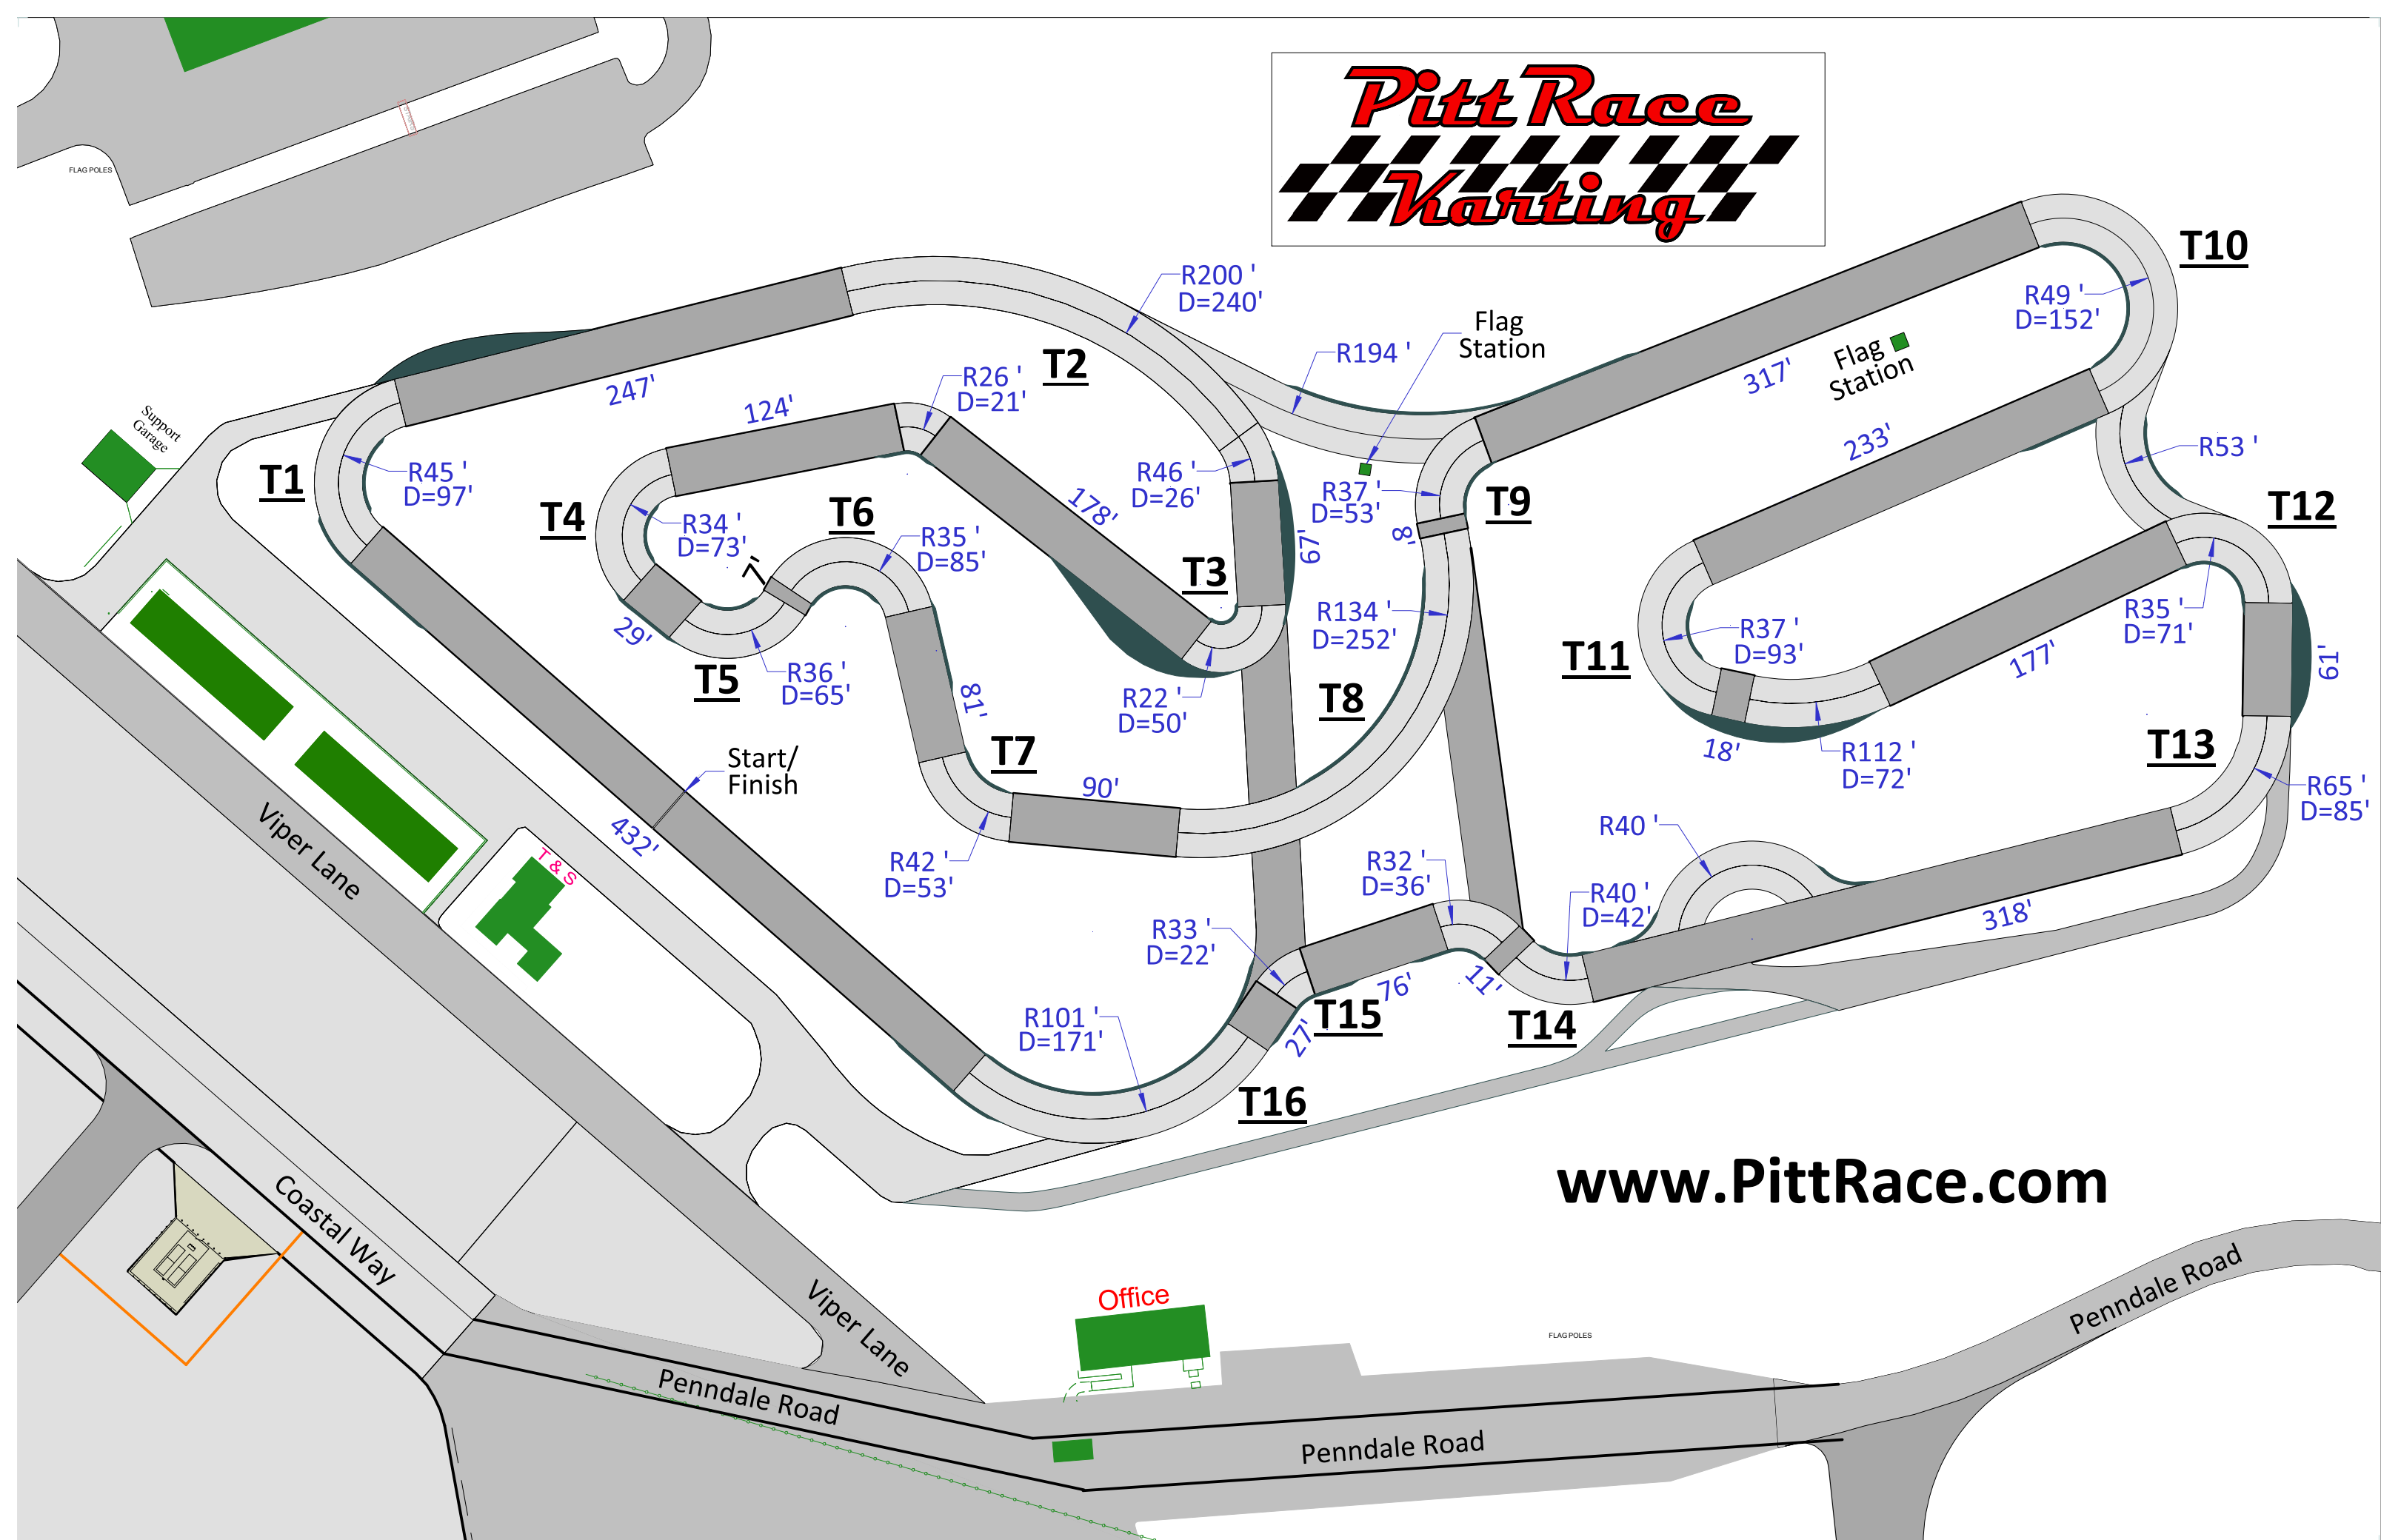 Pitt Race
Karting
FLAG POLES
T10
R200 '
D=240'
R49 '
D=152'
Flag
Station
R194 '
Flag
Station
T2
317'
247'
R26 '
D=21'
124'
Support
Garage
233'
R53 '
T1
R45 '
D=97'
R46 '
D=26'
R37 '
D=53'
T9
T12
178'
T4
T6
R34 '
D=73'
R35 '
D=85'
67'
8'
7'
T3
R134 '
D=252'
R35 '
D=71'
29'
R37 '
D=93'
T11
177'
61'
T5
R36 '
D=65'
81'
R22 '
D=50'
T8
18'
R112 '
D=72'
T13
Start/
Finish
T7
90'
R65 '
D=85'
432'
R40 '
Viper Lane
T & S
R42 '
D=53'
R32 '
D=36'
R40 '
D=42'
318'
R33 '
D=22'
76'
11'
T15
T14
R101 '
D=171'
27'
T16
www.PittRace.com
Coastal Way
Viper Lane
Office
FLAG POLES
Penndale Road
Penndale Road
Penndale Road